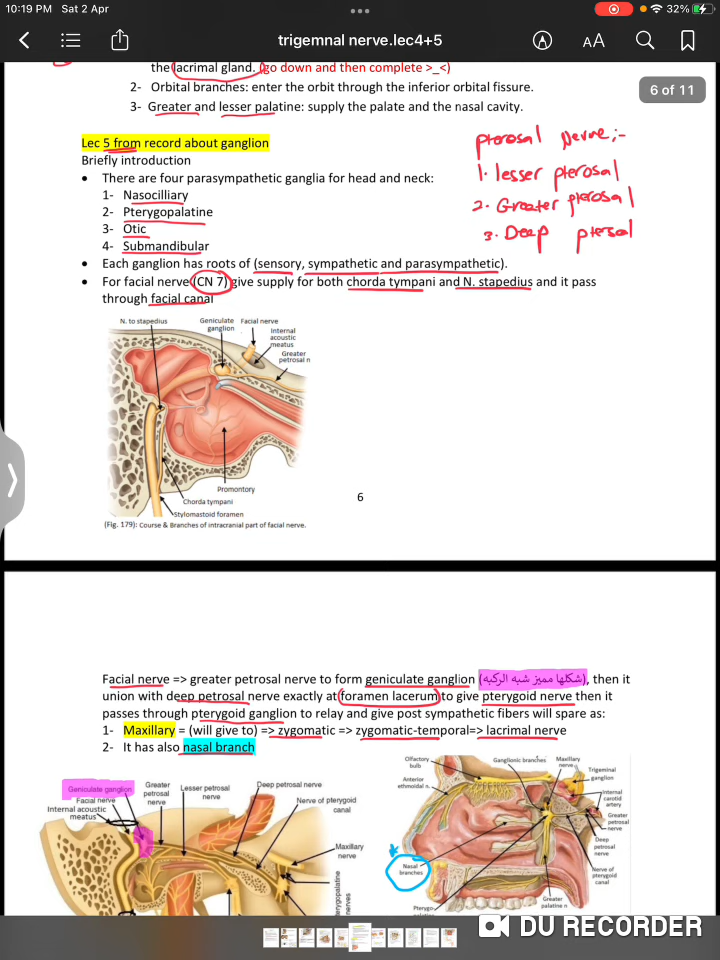 10:19 PM Sat 2 Apr
32%
trigemnal nerve.lec4+5
AA
6 of 11
the lacrimal gland. (go down and then complete >_<)
2- Orbital branches: enter the orbit through the inferior orbital fissure.
3- Greater and lesser palatine: supply the palate and the nasal cavity.
Lec 5 from record about ganglion
Briefly introduction
• There are four parasympathetic ganglia for head and neck:
1- Nasocilliary
2- Pterygopalatine
3- Otic
4- Submandibular
pterosal Nerve;-
1. lesser pterosal
2. Greater pterosal
3. Deep ptersal
• Each ganglion has roots of (sensory, sympathetic and parasympathetic).
• For facial nerve (CN 7) give supply for both chorda tympani and N. stapedius and it pass
through facial canal
N. to stapedius
Geniculate
ganglion
Facial nerve
Internal
acoustic
meatus
Greater
petrosal n
Promontory
Chorda tympani
Stylomastoid foramen
(Fig. 179): Course & Branches of intracranial part of facial nerve.
6
Facial nerve => greater petrosal nerve to form geniculate ganglion (شكلها مميز شبه الركبه), then it
union with deep petrosal nerve exactly at foramen lacerum to give pterygoid nerve then it
passes through pterygoid ganglion to relay and give post sympathetic fibers will spare as:
1- Maxillary = (will give to) => zygomatic => zygomatic-temporal=> lacrimal nerve
2- It has also nasal branch
Geniculate ganglion
Facial nerve
Internal acoustic
meatus
Greater
petrosal
nerve
Lesser petrosal
nerve
Deep petrosal nerve
Nerve of pterygoid
canal
Maxillary
nerve
nerves
Olfactory
bulb
Anterior
ethmoidal n.
Ganglionic branches
Maxillary
nerve
Trigeminal
ganglion
Internal
carotid
artery
Greater
petrosal
nerve
Deep
petrosal
nerve
Nerve of
pterygoid
canal
Nasal
branches
Greater
palatine n
Pterygo-
DU RECORDER